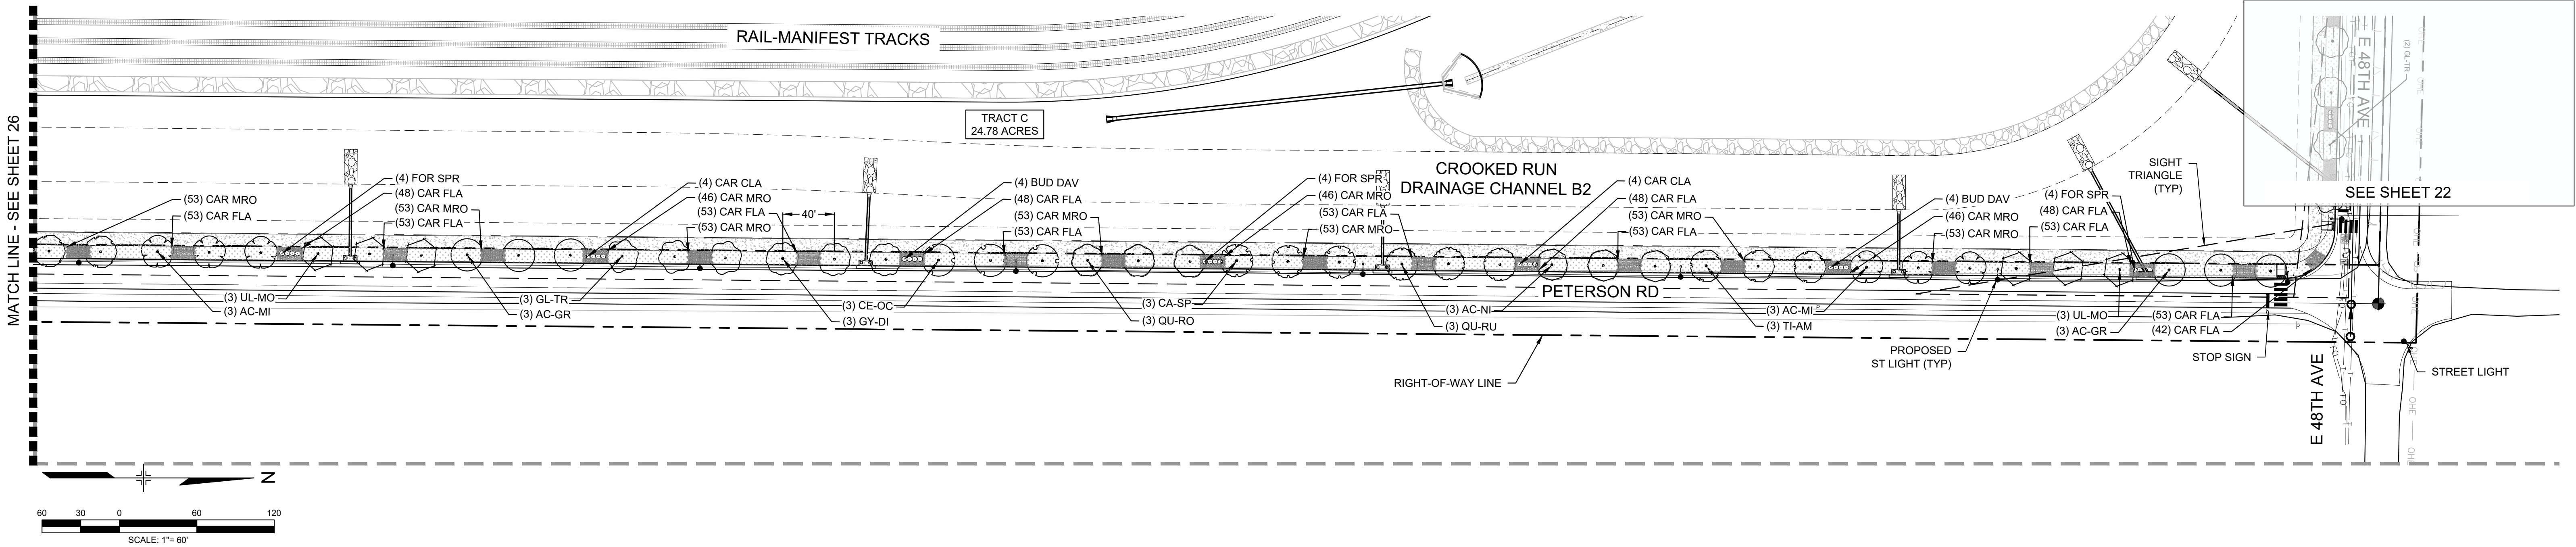 RAIL-MANIFEST TRACKS
TRACT C
24.78 ACRES
MATCH LINE - SEE SHEET 26
CROOKED RUN
DRAINAGE CHANNEL B2
SIGHT
TRIANGLE
(TYP)
E 48TH AVE
(2) GL-TR
SEE SHEET 22
(53) CAR MRO
(53) CAR FLA
(4) FOR SPR
(48) CAR FLA
(53) CAR MRO
(53) CAR FLA
(4) CAR CLA
(46) CAR MRO
(53) CAR FLA
(53) CAR MRO
40'
(4) BUD DAV
(48) CAR FLA
(53) CAR MRO
(53) CAR FLA
(4) FOR SPR
(46) CAR MRO
(53) CAR FLA
(53) CAR MRO
(4) CAR CLA
(48) CAR FLA
(53) CAR MRO
(53) CAR FLA
(4) BUD DAV
(46) CAR MRO
(53) CAR MRO
(4) FOR SPR
(48) CAR FLA
(53) CAR FLA
PETERSON RD
(3) UL-MO
(3) AC-MI
(3) GL-TR
(3) AC-GR
(3) CE-OC
(3) GY-DI
(3) CA-SP
(3) QU-RO
(3) AC-NI
(3) QU-RU
(3) AC-MI
(3) TI-AM
(3) UL-MO
(3) AC-GR
(53) CAR FLA
(42) CAR FLA
PROPOSED
ST LIGHT (TYP)
STOP SIGN
RIGHT-OF-WAY LINE
E 48TH AVE
STREET LIGHT
OHE
OHE
FO
N
60 30 0 60 120
SCALE: 1"= 60'